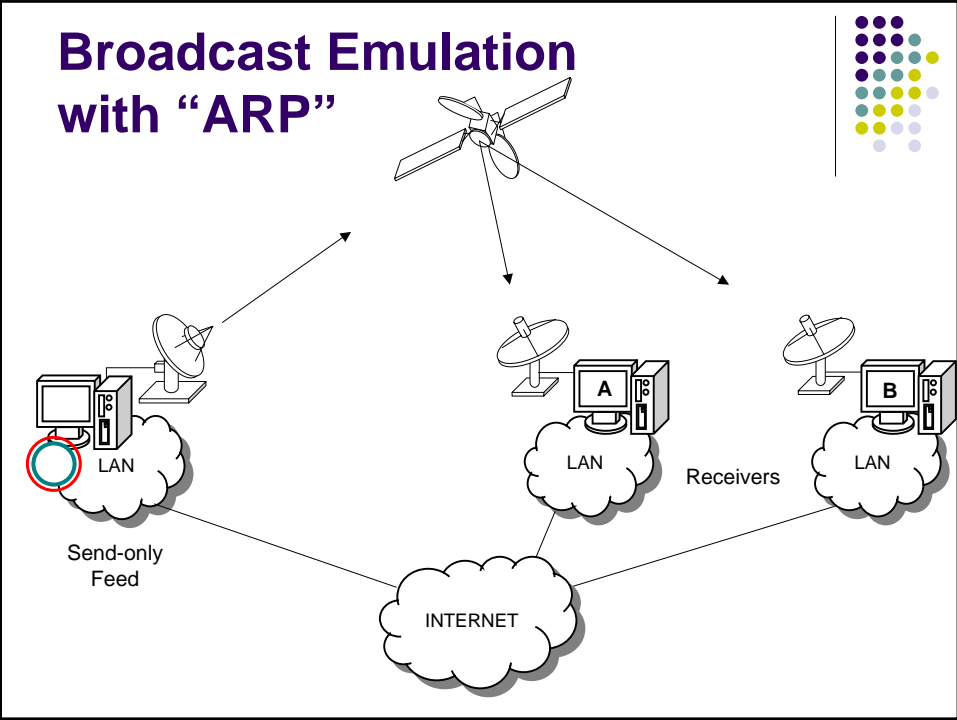 Broadcast Emulation
with “ARP”
A
B
LAN
LAN
Receivers
LAN
Send-only
Feed
INTERNET